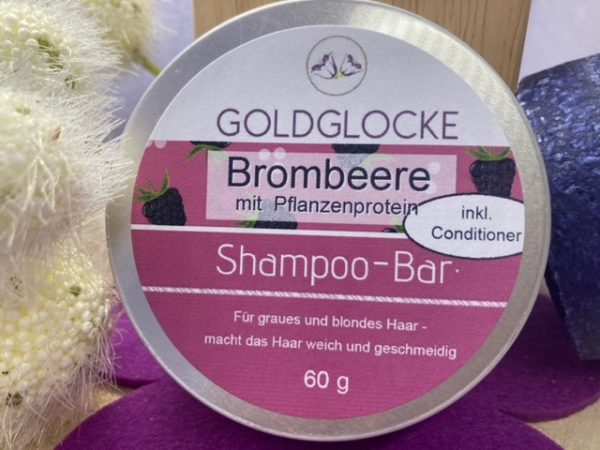 GOLDGLOCKE
Brombeere
mit Pflanzenprotein
inkl.
Conditioner
Shampoo-Bar
Für graues und blondes Haar -
macht das Haar weich und geschmeidig
60 g